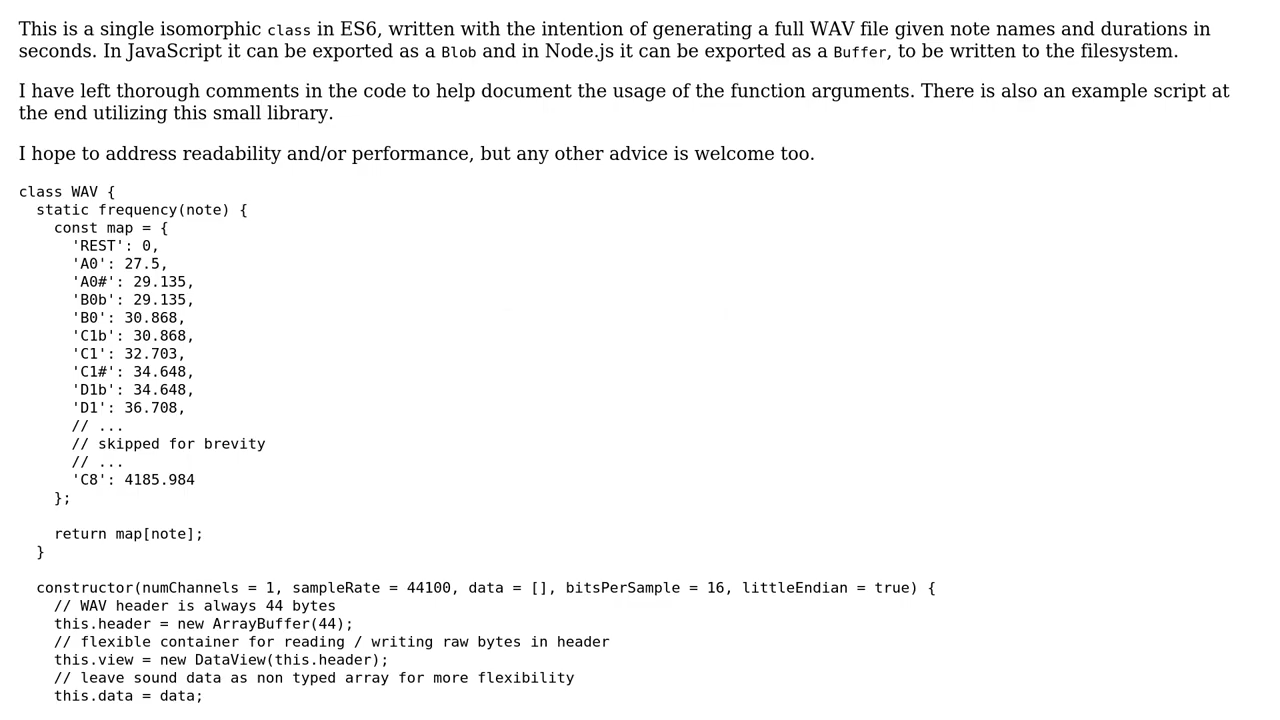 This is a single isomorphic class in ES6, written with the intention of generating a full WAV file given note names and durations in
seconds. In JavaScript it can be exported as a Blob and in Node.js it can be exported as a Buffer, to be written to the filesystem.
I have left thorough comments in the code to help document the usage of the function arguments. There is also an example script at
the end utilizing this small library.
I hope to address readability and/or performance, but any other advice is welcome too.
class WAV {
  static frequency(note) {
    const map = {
      'REST': 0,
      'A0': 27.5,
      'A0#': 29.135,
      'B0b': 29.135,
      'B0': 30.868,
      'C1b': 30.868,
      'C1': 32.703,
      'C1#': 34.648,
      'D1b': 34.648,
      'D1': 36.708,
      // ...
      // skipped for brevity
      // ...
      'C8': 4185.984
    };
    return map[note];
  }
  constructor(numChannels = 1, sampleRate = 44100, data = [], bitsPerSample = 16, littleEndian = true) {
    // WAV header is always 44 bytes
    this.header = new ArrayBuffer(44);
    // flexible container for reading / writing raw bytes in header
    this.view = new DataView(this.header);
    // leave sound data as non typed array for more flexibility
    this.data = data;